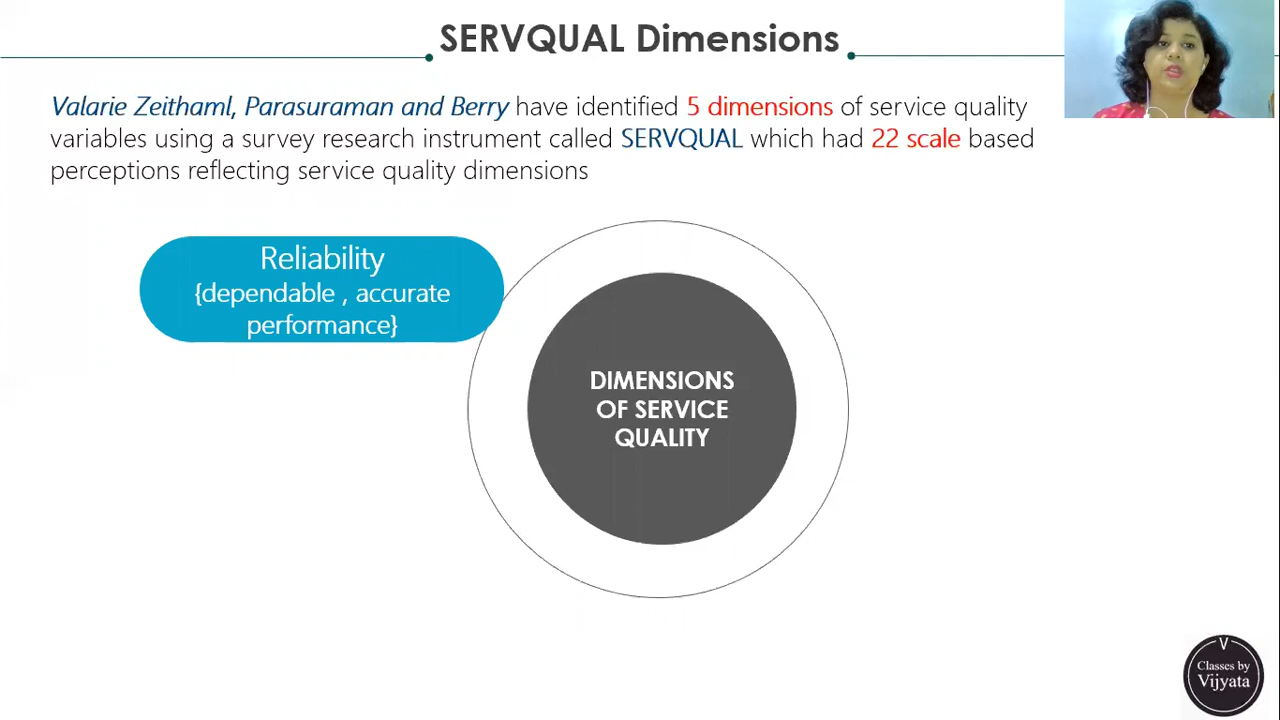 SERVQUAL Dimensions
Valarie Zeithaml, Parasuraman and Berry have identified 5 dimensions of service quality
variables using a survey research instrument called SERVQUAL which had 22 scale based
perceptions reflecting service quality dimensions
Reliability
{dependable , accurate
performance}
DIMENSIONS
OF SERVICE
QUALITY
V
Classes by
Vijyata